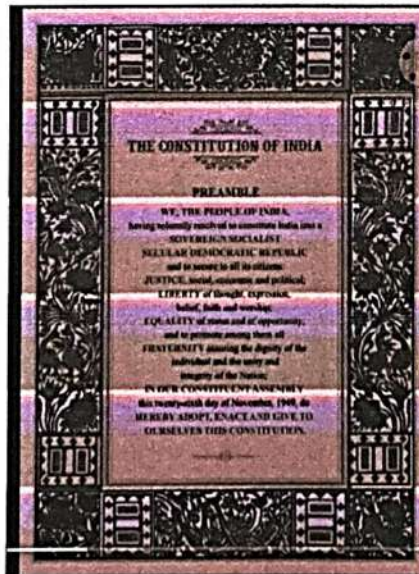 THE CONSTITUTION OF INDIA
PREAMBLE
WE, THE PEOPLE OF INDIA,
having solemnly resolved to constitute India into a
SOVEREIGN SOCIALIST
SECULAR DEMOCRATIC REPUBLIC
and to secure to all its citizens
JUSTICE, social, economic and political;
LIBERTY of thought, expression,
belief, faith and worship;
EQUALITY of status and of opportunity;
and to promote among them all
FRATERNITY assuring the dignity of the
individual and the unity and
integrity of the Nation;
IN OUR CONSTITUENT ASSEMBLY
this twenty-sixth day of November, 1949, do
HEREBY ADOPT, ENACT AND GIVE TO
OURSELVES THIS CONSTITUTION.